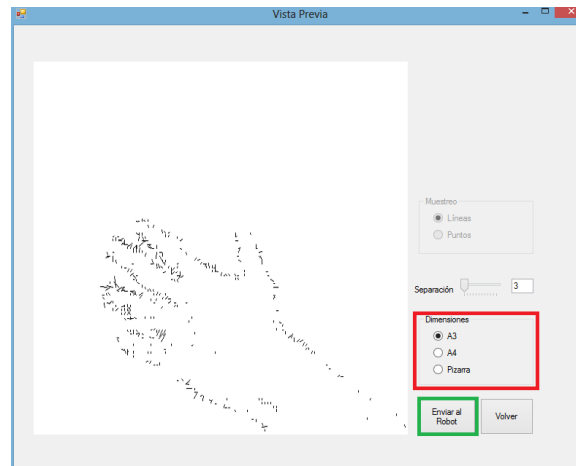 Vista Previa
Muestreo
Líneas
Puntos
Separación 3
Dimensiones
A3
A4
Pizarra
Enviar al
Robot
Volver